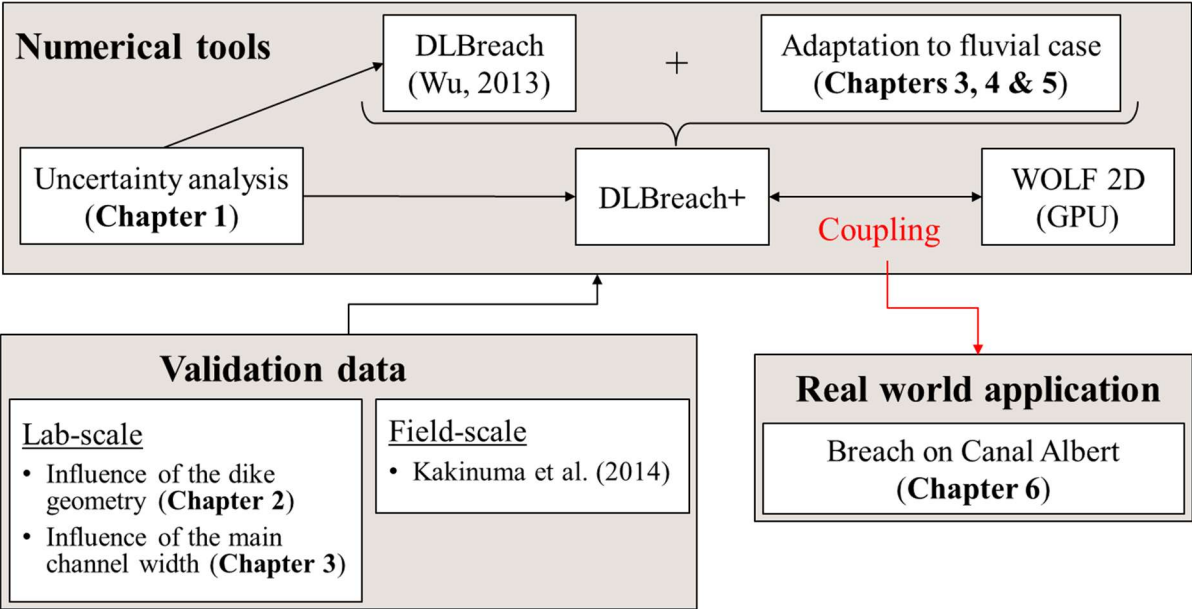 Numerical tools
DLBreach
(Wu, 2013)
+
Adaptation to fluvial case
(Chapters 3, 4 & 5)
Uncertainty analysis
(Chapter 1)
DLBreach+
WOLF 2D
(GPU)
Coupling
Validation data
Lab-scale
• Influence of the dike
geometry (Chapter 2)
• Influence of the main
channel width (Chapter 3)
Field-scale
• Kakinuma et al. (2014)
Real world application
Breach on Canal Albert
(Chapter 6)